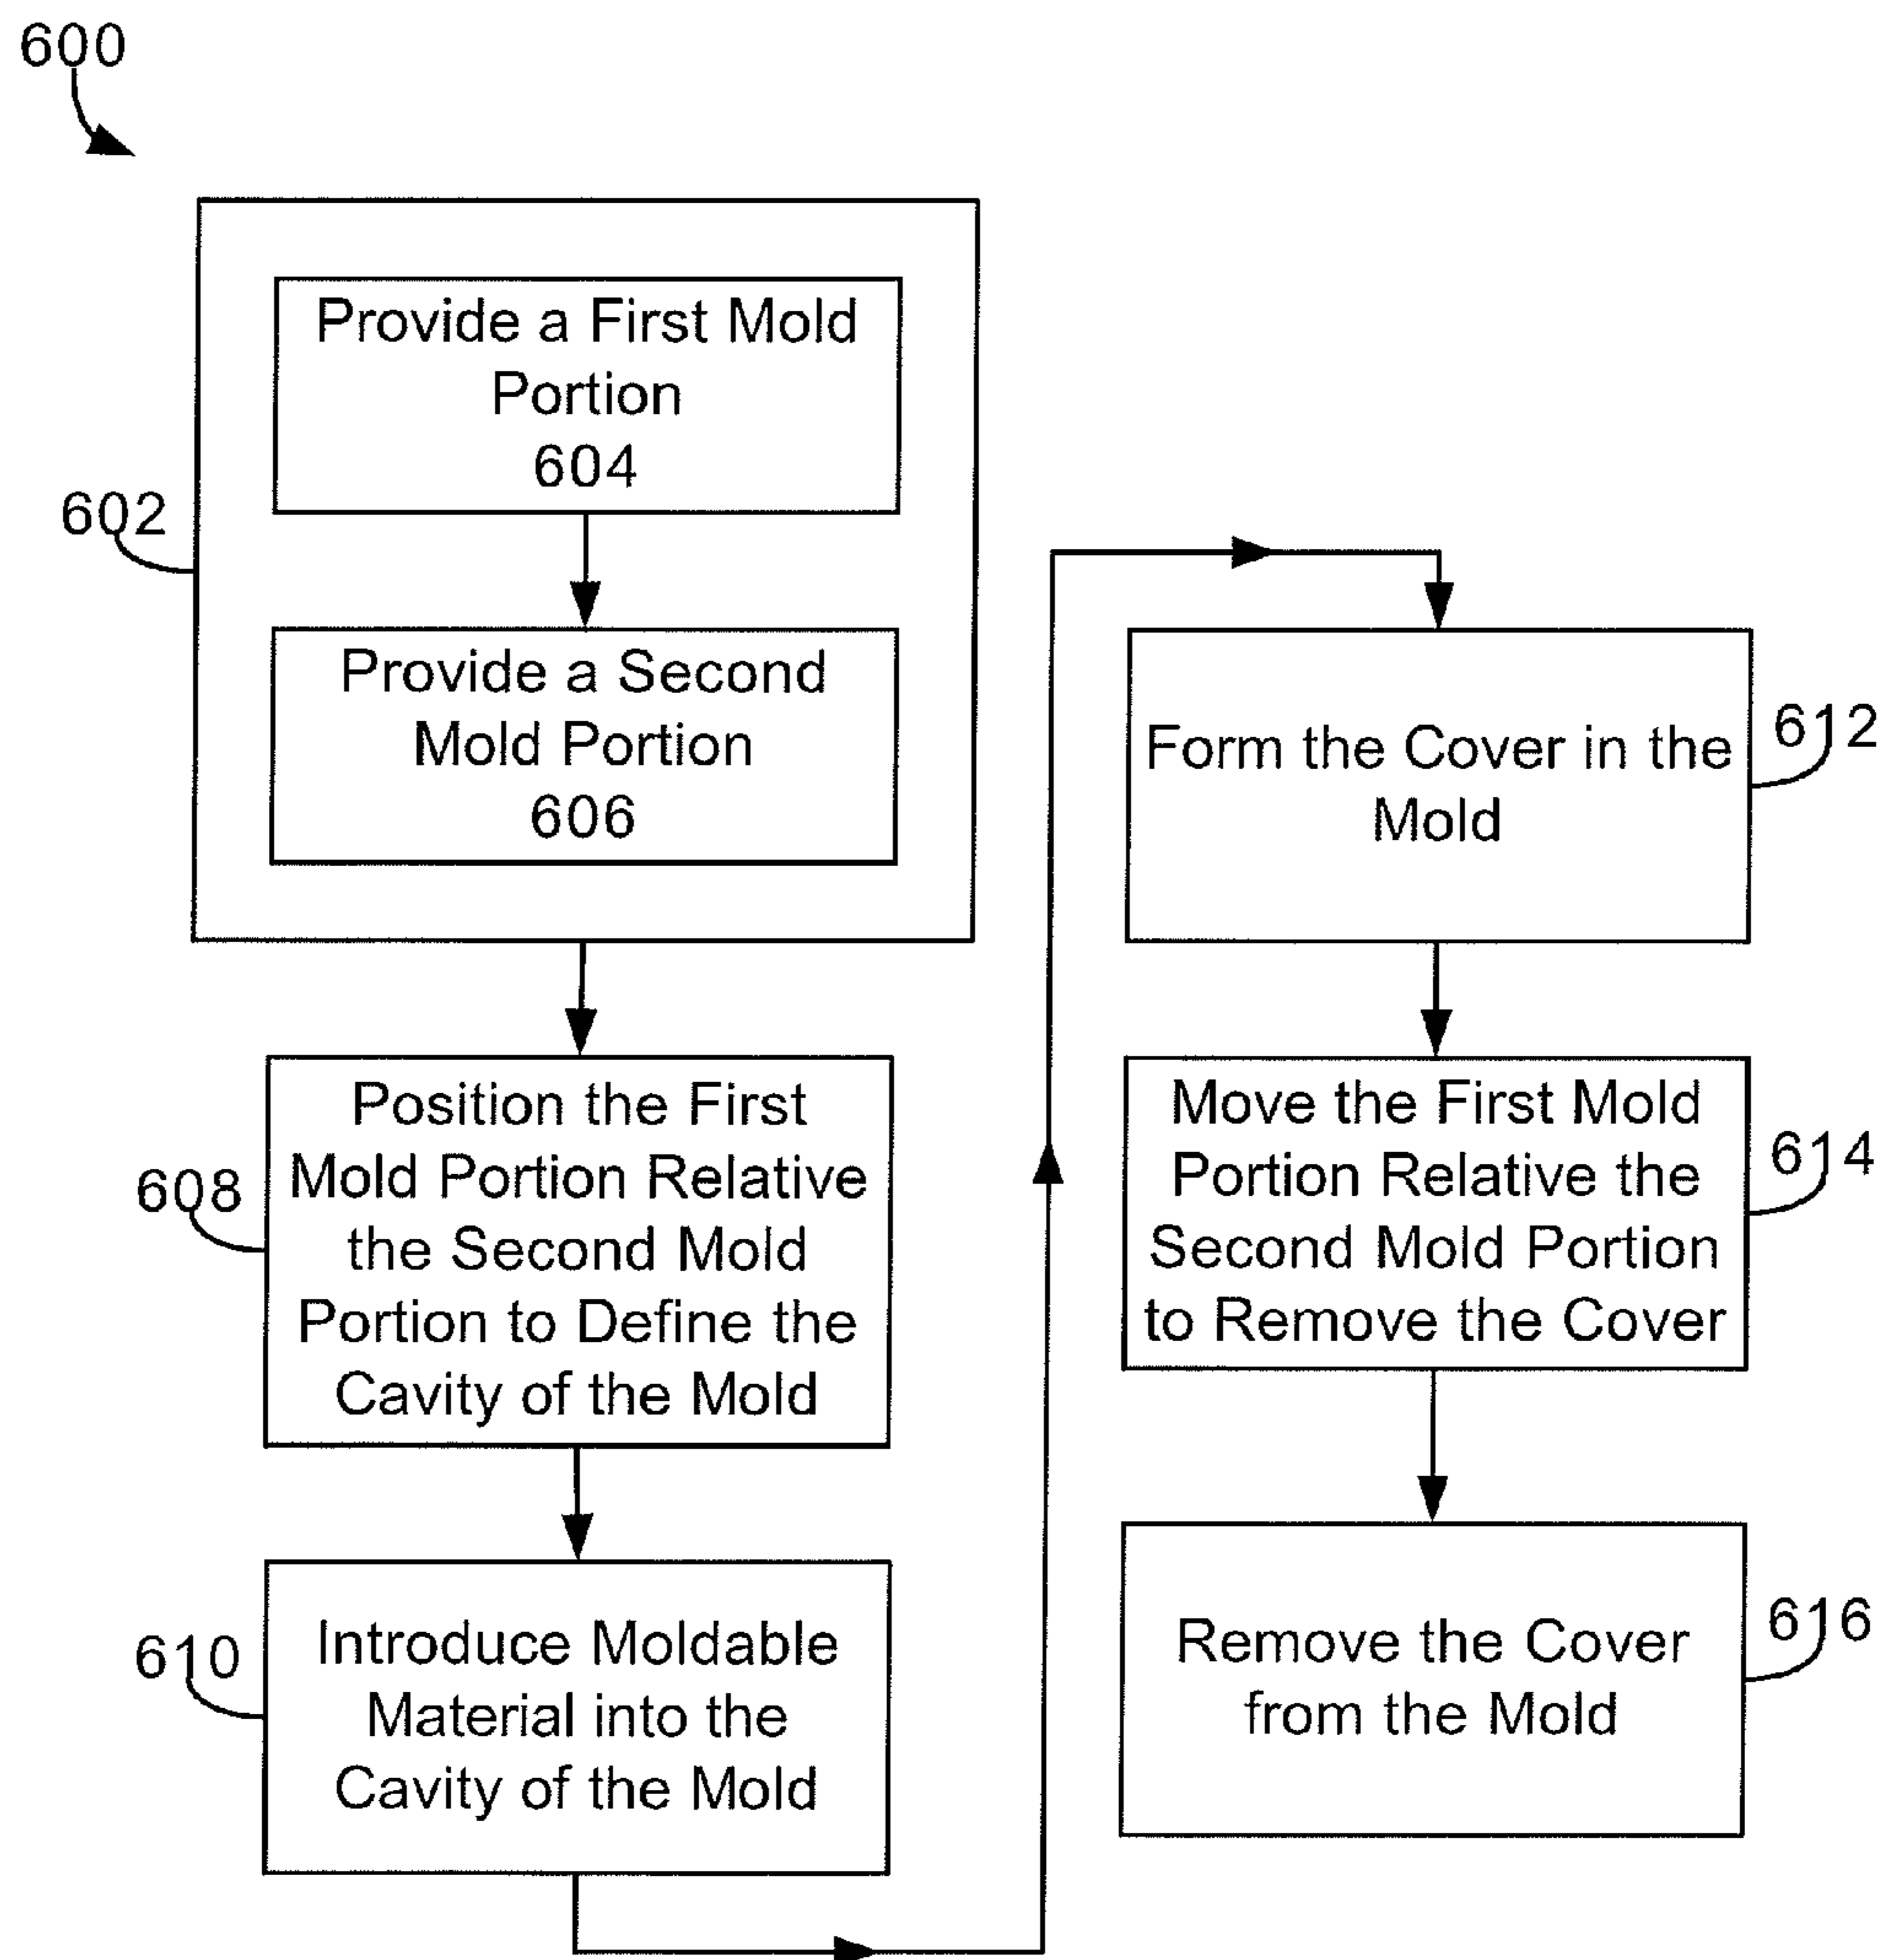 600
602
Provide a First Mold
Portion
604
Provide a Second
Mold Portion
606
608
Position the First
Mold Portion Relative
the Second Mold
Portion to Define the
Cavity of the Mold
610
Introduce Moldable
Material into the
Cavity of the Mold
Form the Cover in the
Mold
612
Move the First Mold
Portion Relative the
Second Mold Portion
to Remove the Cover
614
Remove the Cover
from the Mold
616